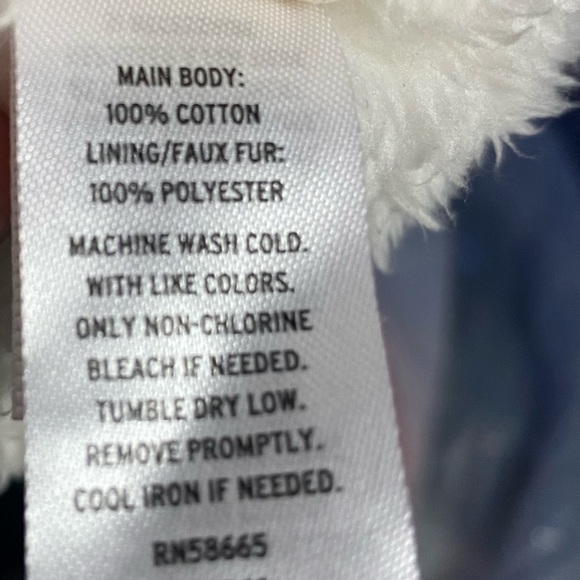 MAIN BODY:
100% COTTON
LINING/FAUX FUR:
100% POLYESTER
MACHINE WASH COLD.
WITH LIKE COLORS.
ONLY NON-CHLORINE
BLEACH IF NEEDED.
TUMBLE DRY LOW.
REMOVE PROMPTLY.
COOL IRON IF NEEDED.
RN58665